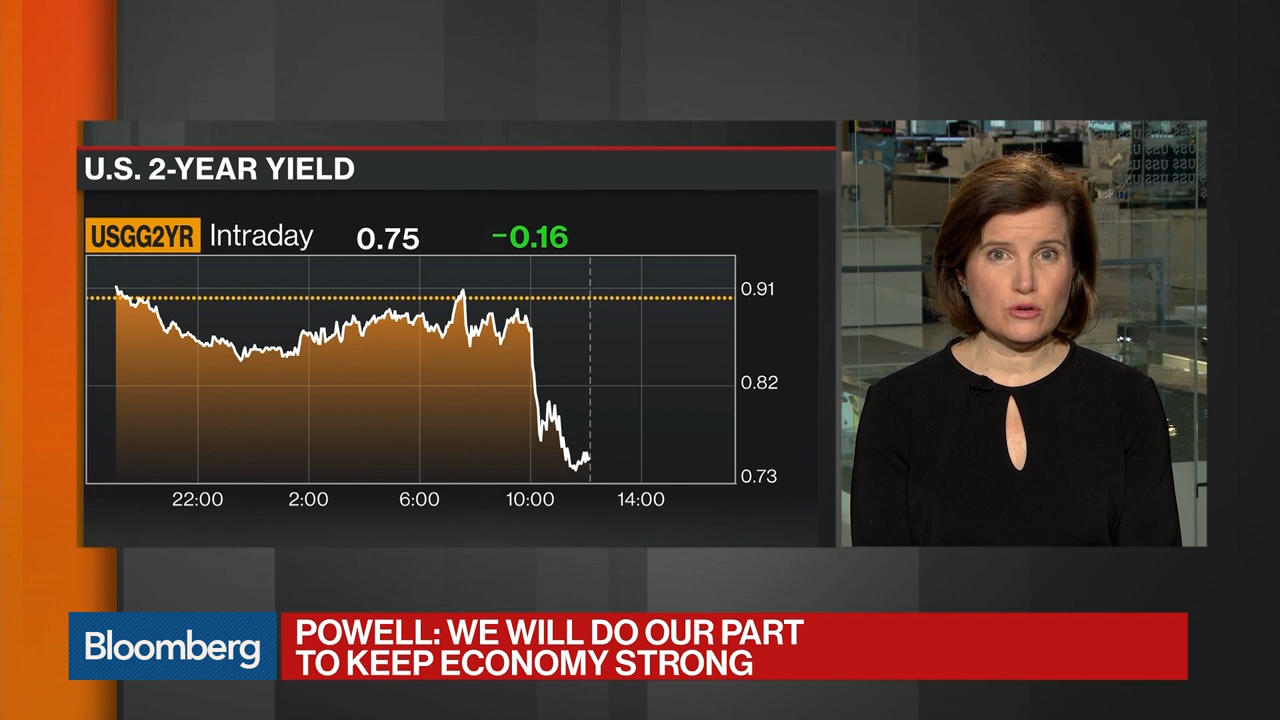 U.S. 2-YEAR YIELD
USGG2YR Intraday 0.75 -0.16
0.91
0.82
0.73
22:00 2:00 6:00 10:00 14:00
Bloomberg
POWELL: WE WILL DO OUR PART
TO KEEP ECONOMY STRONG